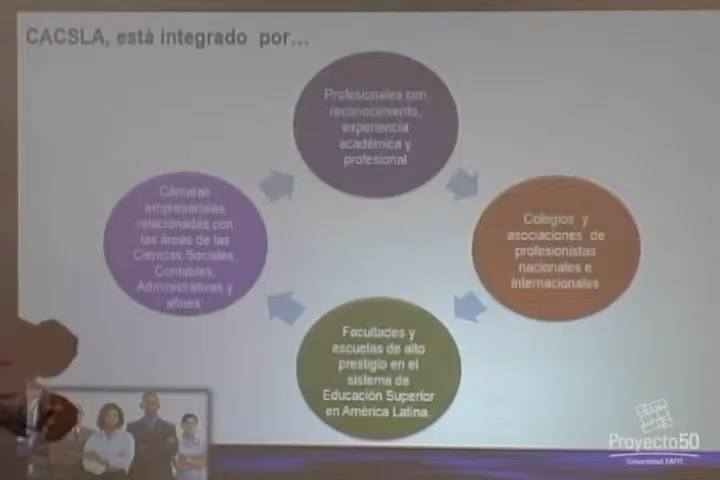 CACSLA, está integrado por...
Profesionales con
reconocimiento,
experiencia
académica y
profesional
Colegios y
asociaciones de
profesionistas
nacionales e
internacionales
Facultades y
escuelas de alto
prestigio en el
sistema de
Educación Superior
en América Latina.
Cámaras
empresariales
relacionadas con
las áreas de las
Ciencias Sociales,
Contables,
Administrativas y
afines
Proyecto50
Universidad EAFIT